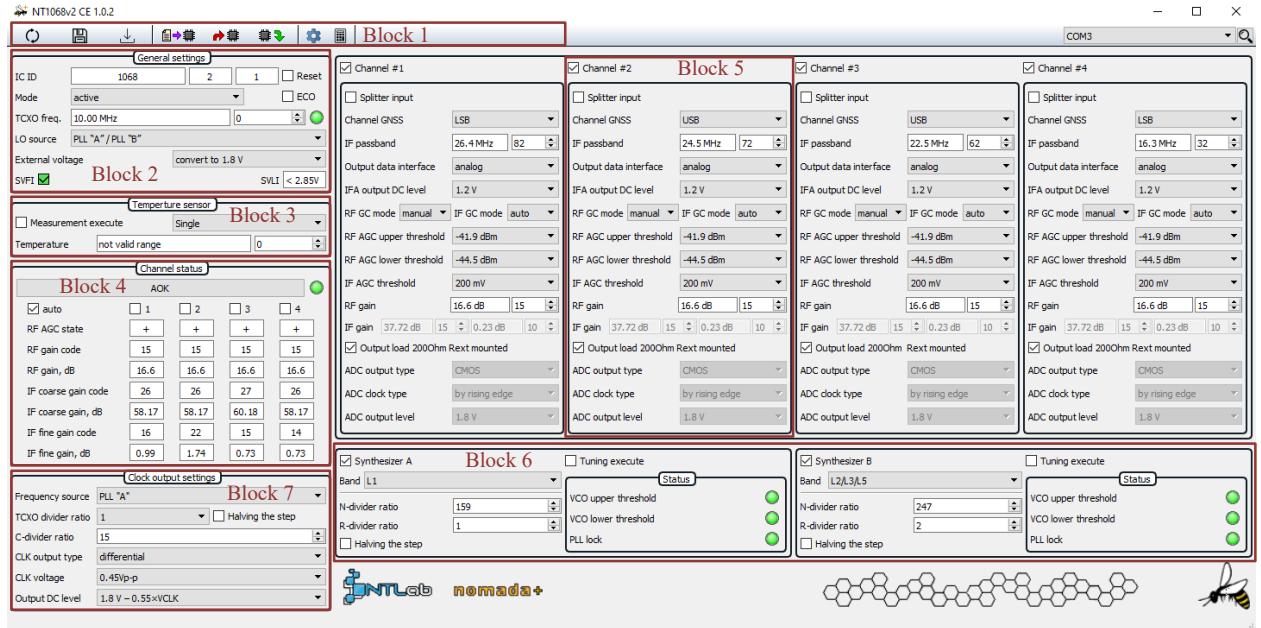 NT1068v2 CE 1.0.2
Block 1
COM3
General settings
IC ID 1068 2 1 Reset
Mode active ECO
TCXO freq. 10.00 MHz 0
LO source PLL "A" / PLL "B"
External voltage convert to 1.8 V
Block 2
SVFI SVLI < 2.85V
Temperture sensor
Block 3
Measurement execute Single
Temperature not valid range 0
Channel status
Block 4 AOK
auto 1 2 3 4
RF AGC state + + + +
RF gain code 15 15 15 15
RF gain, dB 16.6 16.6 16.6 16.6
IF coarse gain code 26 26 27 26
IF coarse gain, dB 58.17 58.17 60.18 58.17
IF fine gain code 16 22 15 14
IF fine gain, dB 0.99 1.74 0.73 0.73
Clock output settings
Block 7
Frequency source PLL "A"
TCXO divider ratio 1 Halving the step
C-divider ratio 15
CLK output type differential
CLK voltage 0.45Vp-p
Output DC level 1.8 V − 0.55×VCLK
Channel #1
Splitter input
Channel GNSS LSB
IF passband 26.4 MHz 82
Output data interface analog
IFA output DC level 1.2 V
RF GC mode manual IF GC mode auto
RF AGC upper threshold -41.9 dBm
RF AGC lower threshold -44.5 dBm
IF AGC threshold 200 mV
RF gain 16.6 dB 15
IF gain 37.72 dB 15 0.23 dB 10
Output load 200Ohm Rext mounted
ADC output type CMOS
ADC clock type by rising edge
ADC output level 1.8 V
Channel #2 Block 5
Splitter input
Channel GNSS USB
IF passband 24.5 MHz 72
Output data interface analog
IFA output DC level 1.2 V
RF GC mode manual IF GC mode auto
RF AGC upper threshold -41.9 dBm
RF AGC lower threshold -44.5 dBm
IF AGC threshold 200 mV
RF gain 16.6 dB 15
IF gain 37.72 dB 15 0.23 dB 10
Output load 200Ohm Rext mounted
ADC output type CMOS
ADC clock type by rising edge
ADC output level 1.8 V
Channel #3
Splitter input
Channel GNSS USB
IF passband 22.5 MHz 62
Output data interface analog
IFA output DC level 1.2 V
RF GC mode manual IF GC mode auto
RF AGC upper threshold -41.9 dBm
RF AGC lower threshold -44.5 dBm
IF AGC threshold 200 mV
RF gain 16.6 dB 15
IF gain 37.72 dB 15 0.23 dB 10
Output load 200Ohm Rext mounted
ADC output type CMOS
ADC clock type by rising edge
ADC output level 1.8 V
Channel #4
Splitter input
Channel GNSS LSB
IF passband 16.3 MHz 32
Output data interface analog
IFA output DC level 1.2 V
RF GC mode manual IF GC mode auto
RF AGC upper threshold -41.9 dBm
RF AGC lower threshold -44.5 dBm
IF AGC threshold 200 mV
RF gain 16.6 dB 15
IF gain 37.72 dB 15 0.23 dB 10
Output load 200Ohm Rext mounted
ADC output type CMOS
ADC clock type by rising edge
ADC output level 1.8 V
Synthesizer A Block 6 Tuning execute
Band L1
Status
N-divider ratio 159
R-divider ratio 1
Halving the step
VCO upper threshold
VCO lower threshold
PLL lock
Synthesizer B Tuning execute
Band L2/L3/L5
Status
N-divider ratio 247
R-divider ratio 2
Halving the step
VCO upper threshold
VCO lower threshold
PLL lock
NTLab nomada+